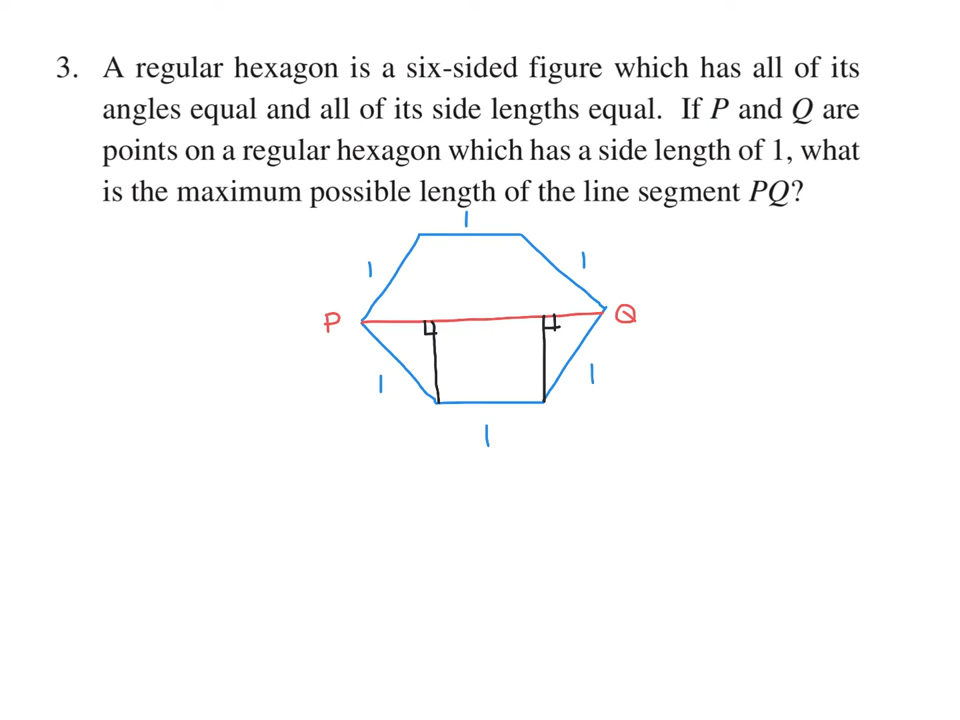 3. A regular hexagon is a six-sided figure which has all of its
angles equal and all of its side lengths equal. If P and Q are
points on a regular hexagon which has a side length of 1, what
is the maximum possible length of the line segment PQ?
1
1
1
P
Q
1
1
1